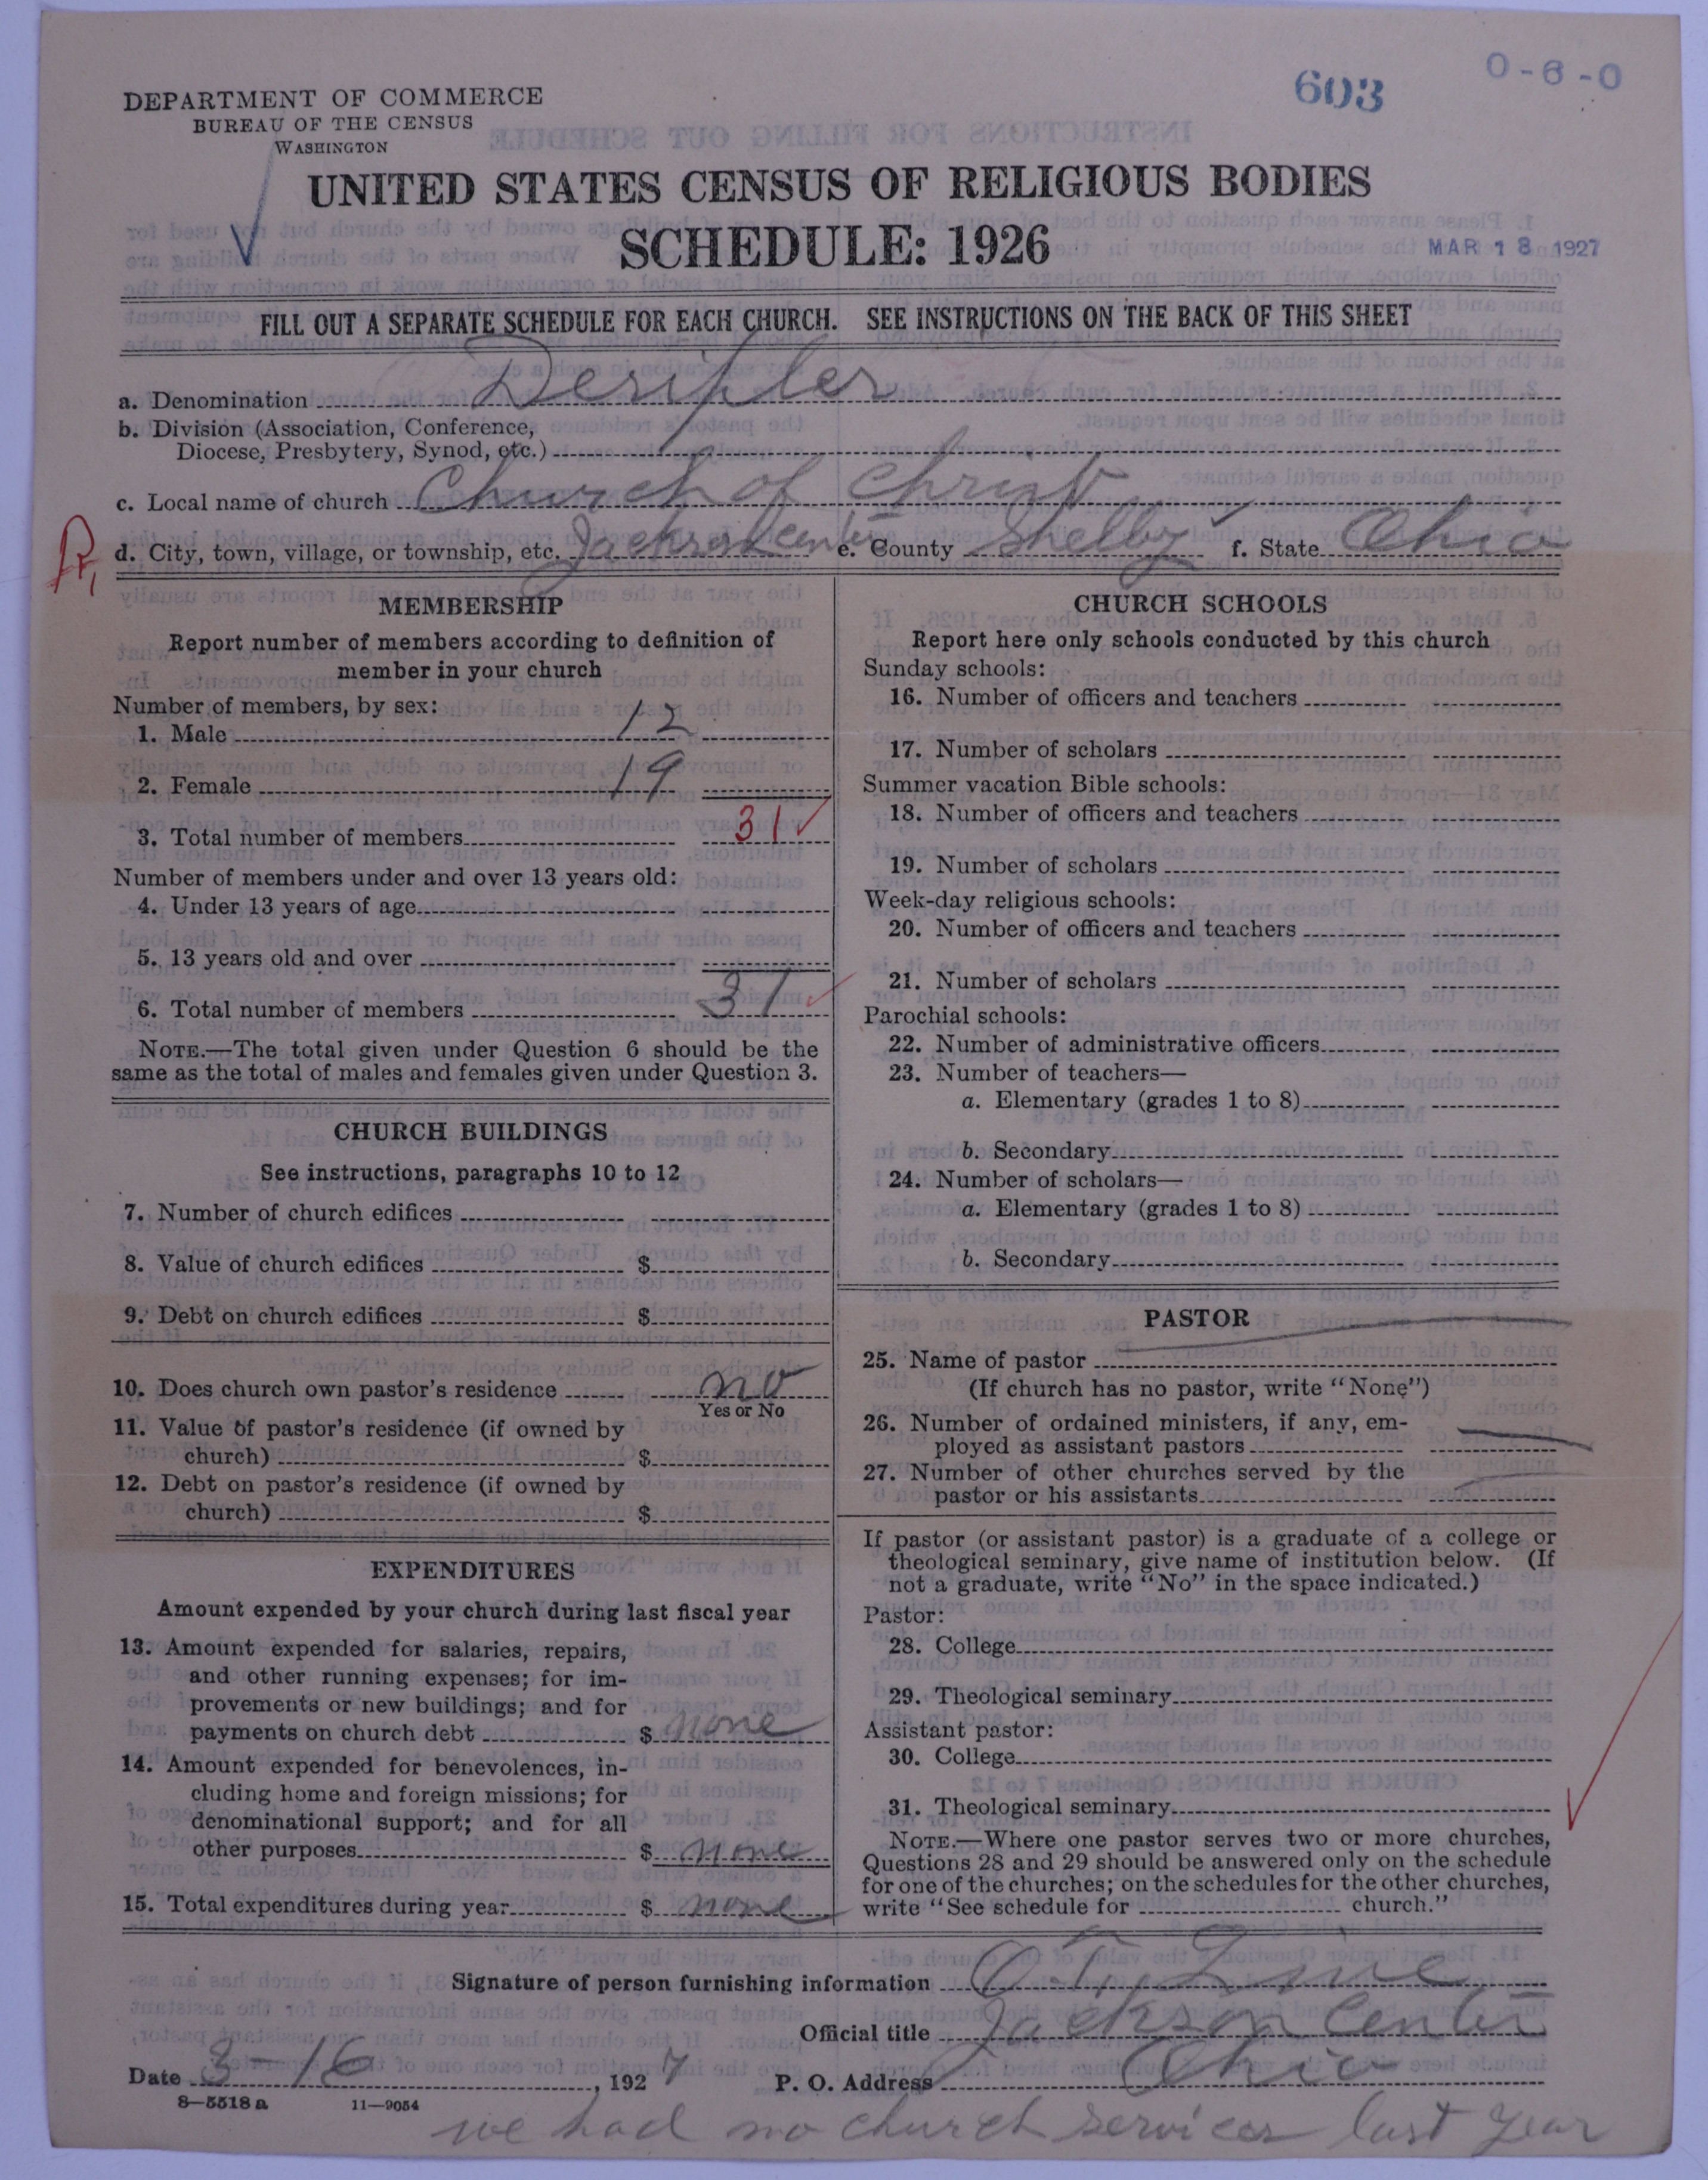 603
0-6-0
DEPARTMENT OF COMMERCE
BUREAU OF THE CENSUS
WASHINGTON
UNITED STATES CENSUS OF RELIGIOUS BODIES
SCHEDULE: 1926
MAR 18 1927
FILL OUT A SEPARATE SCHEDULE FOR EACH CHURCH. SEE INSTRUCTIONS ON THE BACK OF THIS SHEET
a. Denomination
b. Division (Association, Conference,
Diocese, Presbytery, Synod, etc.)
c. Local name of church Church of Christ
d. City, town, village, or township, etc. Jackson Center e. County Shelby f. State Ohio
MEMBERSHIP
Report number of members according to definition of
member in your church
Number of members, by sex:
1. Male 12
2. Female 19
3. Total number of members 31 ✓
Number of members under and over 13 years old:
4. Under 13 years of age
5. 13 years old and over
6. Total number of members 31 ✓
NOTE.—The total given under Question 6 should be the
same as the total of males and females given under Question 3.
CHURCH BUILDINGS
See instructions, paragraphs 10 to 12
7. Number of church edifices
8. Value of church edifices $
9. Debt on church edifices $
10. Does church own pastor's residence no
Yes or No
11. Value of pastor's residence (if owned by
church) $
12. Debt on pastor's residence (if owned by
church) $
EXPENDITURES
Amount expended by your church during last fiscal year
13. Amount expended for salaries, repairs,
and other running expenses; for im-
provements or new buildings; and for
payments on church debt $ none
14. Amount expended for benevolences, in-
cluding home and foreign missions; for
denominational support; and for all
other purposes $ none
15. Total expenditures during year $ none
CHURCH SCHOOLS
Report here only schools conducted by this church
Sunday schools:
16. Number of officers and teachers
17. Number of scholars
Summer vacation Bible schools:
18. Number of officers and teachers
19. Number of scholars
Week-day religious schools:
20. Number of officers and teachers
21. Number of scholars
Parochial schools:
22. Number of administrative officers
23. Number of teachers—
a. Elementary (grades 1 to 8)
b. Secondary
24. Number of scholars—
a. Elementary (grades 1 to 8)
b. Secondary
PASTOR
25. Name of pastor
(If church has no pastor, write "None")
26. Number of ordained ministers, if any, em-
ployed as assistant pastors
27. Number of other churches served by the
pastor or his assistants
If pastor (or assistant pastor) is a graduate of a college or
theological seminary, give name of institution below. (If
not a graduate, write "No" in the space indicated.)
Pastor:
28. College
29. Theological seminary
Assistant pastor:
30. College
31. Theological seminary
NOTE.—Where one pastor serves two or more churches,
Questions 28 and 29 should be answered only on the schedule
for one of the churches; on the schedules for the other churches,
write "See schedule for church."
Signature of person furnishing information
Official title Jackson Center
Date 3-16, 1927 P. O. Address Ohio
8-5518 a 11-9054
we had no church services last year